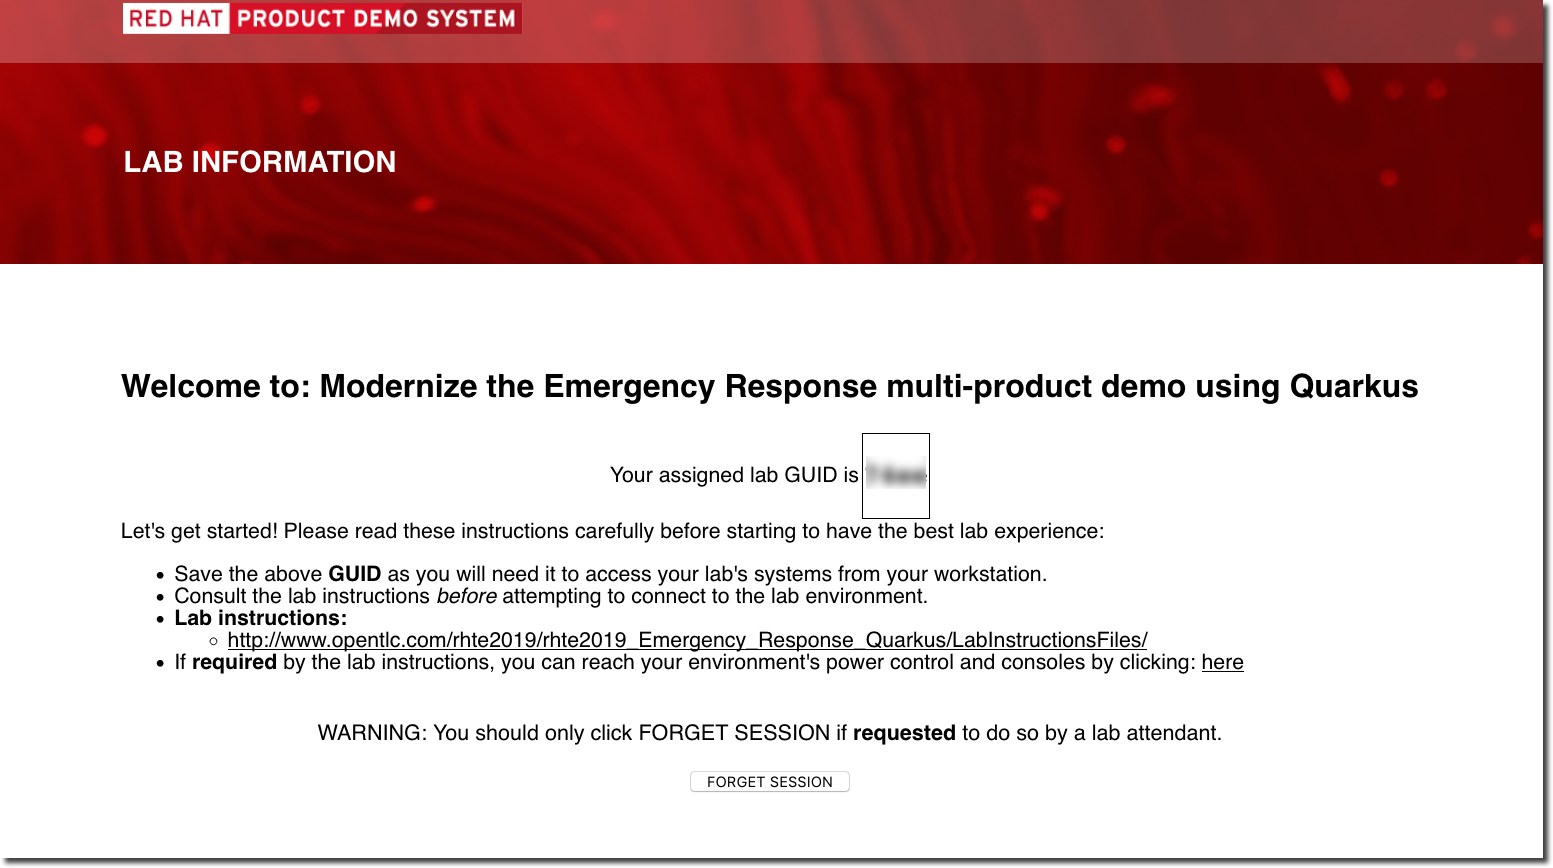 RED HAT PRODUCT DEMO SYSTEM
LAB INFORMATION
Welcome to: Modernize the Emergency Response multi-product demo using Quarkus
Your assigned lab GUID is
Let's get started! Please read these instructions carefully before starting to have the best lab experience:
Save the above GUID as you will need it to access your lab's systems from your workstation.
Consult the lab instructions before attempting to connect to the lab environment.
Lab instructions:
http://www.opentlc.com/rhte2019/rhte2019_Emergency_Response_Quarkus/LabInstructionsFiles/
If required by the lab instructions, you can reach your environment's power control and consoles by clicking: here
WARNING: You should only click FORGET SESSION if requested to do so by a lab attendant.
FORGET SESSION